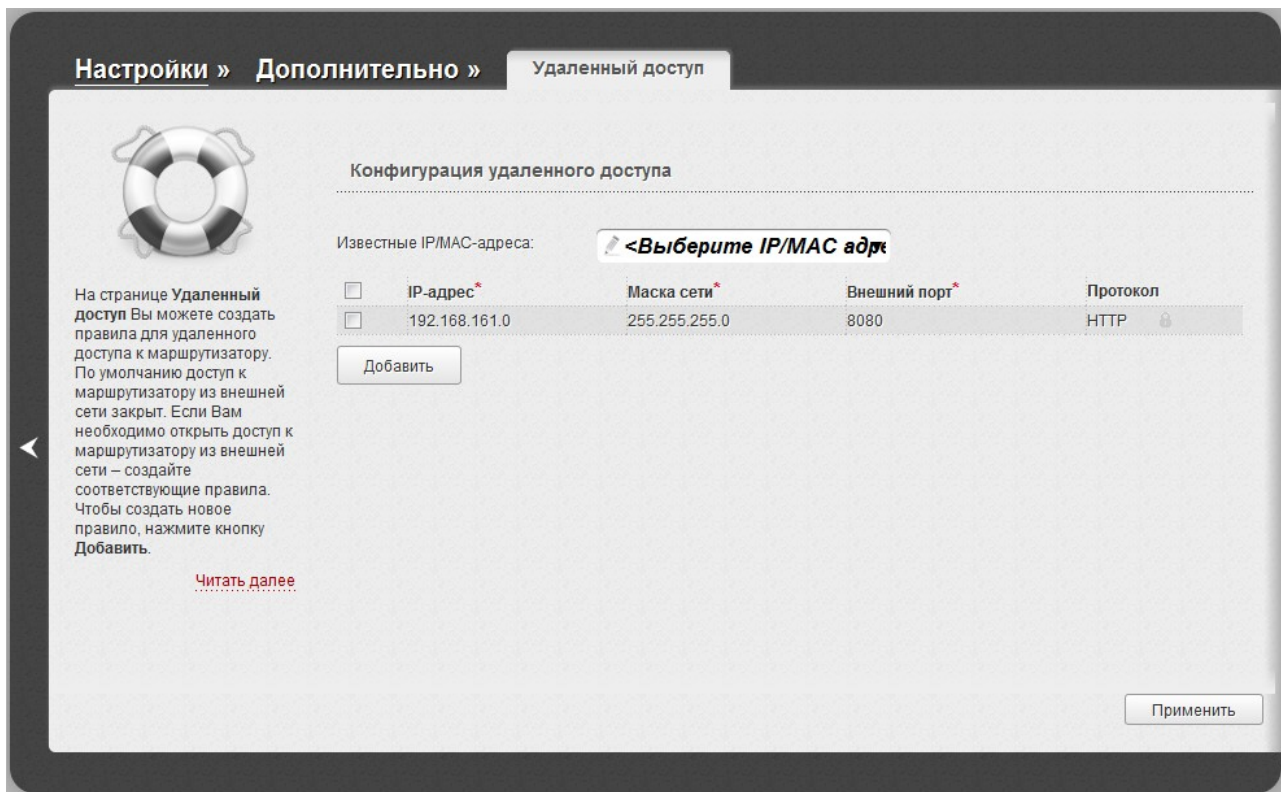 Настройки » Дополнительно » Удаленный доступ
На странице Удаленный
доступ Вы можете создать
правила для удаленного
доступа к маршрутизатору.
По умолчанию доступ к
маршрутизатору из внешней
сети закрыт. Если Вам
необходимо открыть доступ к
маршрутизатору из внешней
сети – создайте
соответствующие правила.
Чтобы создать новое
правило, нажмите кнопку
Добавить.
Читать далее
Конфигурация удаленного доступа
Известные IP/MAC-адреса: <Выберите IP/MAC адре
IP-адрес* Маска сети* Внешний порт* Протокол
192.168.161.0 255.255.255.0 8080 HTTP
Добавить
Применить